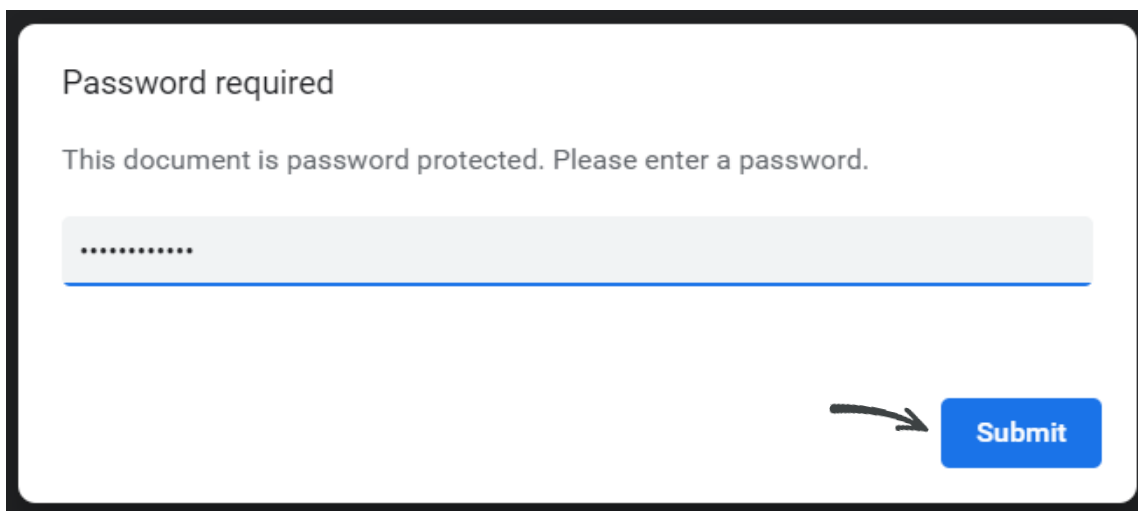 Password required
This document is password protected. Please enter a password.
••••••••••••
Submit